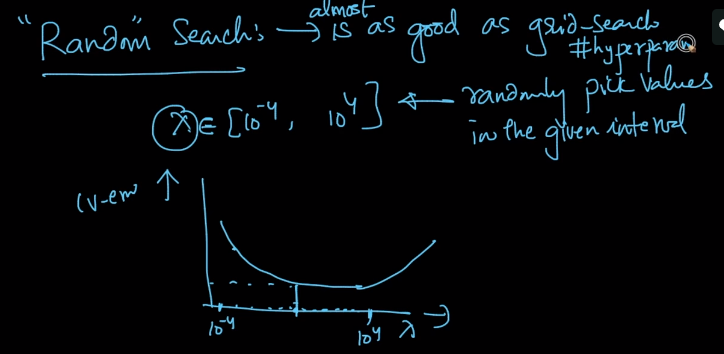 "Random" Search: → almost is as good as grid-search
#hyperparam
λ ∈ [10⁻⁴, 10⁴] ← randomly pick values
in the given interval
CV-err ↑
10⁻⁴ 10⁴ λ →